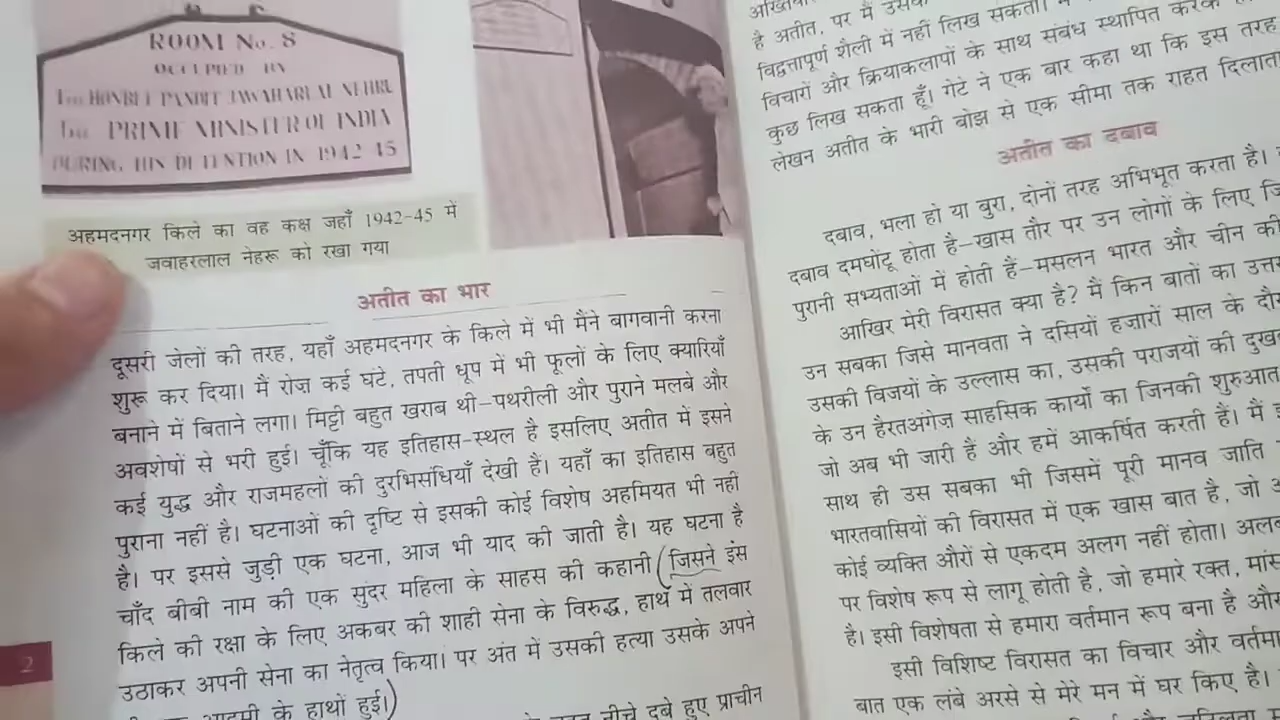 ROOM No. 8
OCCUPIED BY
THE HONBLE PANDIT JAWAHARLAL NEHRU
THE PRIME MINISTER OF INDIA
DURING HIS DETENTION IN 1942-45
अहमदनगर किले का वह कक्ष जहाँ 1942-45 में
जवाहरलाल नेहरू को रखा गया
अतीत का भार
दूसरी जेलों की तरह, यहाँ अहमदनगर के किले में भी मैंने बागवानी करना
शुरू कर दिया। मैं रोज़ कई घंटे, तपती धूप में भी फूलों के लिए क्यारियाँ
बनाने में बिताने लगा। मिट्टी बहुत खराब थी–पथरीली और पुराने मलबे और
अवशेषों से भरी हुई। चूँकि यह इतिहास-स्थल है इसलिए अतीत में इसने
कई युद्ध और राजमहलों की दुरभिसंधियाँ देखी हैं। यहाँ का इतिहास बहुत
पुराना नहीं है। घटनाओं की दृष्टि से इसकी कोई विशेष अहमियत भी नहीं
है। पर इससे जुड़ी एक घटना, आज भी याद की जाती है। यह घटना है
चाँद बीबी नाम की एक सुंदर महिला के साहस की कहानी (जिसने इस
किले की रक्षा के लिए अकबर की शाही सेना के विरुद्ध, हाथ में तलवार
उठाकर अपनी सेना का नेतृत्व किया। पर अंत में उसकी हत्या उसके अपने
आदमी के हाथों हुई।)
नीचे दबे हुए प्राचीन
2
है अतीत, पर मैं
विद्वत्तापूर्ण शैली में नहीं लिख सकता।
विचारों और क्रियाकलापों के साथ संबंध स्थापित करके
कुछ लिख सकता हूँ। गेटे ने एक बार कहा था कि इस तरह
लेखन अतीत के भारी बोझ से एक सीमा तक राहत दिलाता
अतीत का दबाव
दबाव, भला हो या बुरा, दोनों तरह अभिभूत करता है।
दबाव दमघोंटू होता है–खास तौर पर उन लोगों के लिए
पुरानी सभ्यताओं में होती हैं–मसलन भारत और चीन की
आखिर मेरी विरासत क्या है? मैं किन बातों का
उन सबका जिसे मानवता ने दसियों हजारों साल के
उसकी विजयों के उल्लास का, उसकी पराजयों की
के उन हैरतअंगेज़ साहसिक कार्यों का जिनकी शुरुआत
जो अब भी जारी हैं और हमें आकर्षित करती हैं। मैं
साथ ही उस सबका भी जिसमें पूरी मानव जाति
भारतवासियों की विरासत में एक खास बात है, जो
कोई व्यक्ति औरों से एकदम अलग नहीं होता।
पर विशेष रूप से लागू होती है, जो हमारे रक्त,
है। इसी विशेषता से हमारा वर्तमान रूप बना है और
इसी विशिष्ट विरासत का विचार और
बात एक लंबे अरसे से मेरे मन में घर किए है।